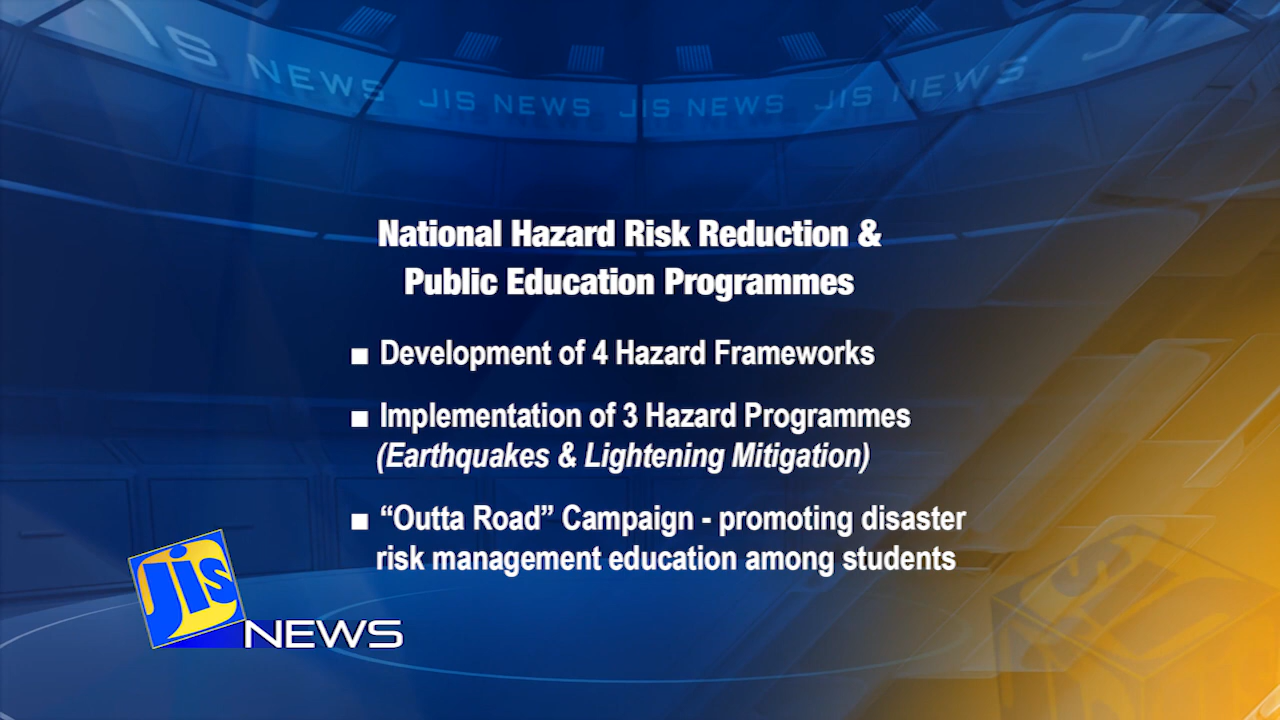 JIS NEWS JIS NEWS JIS NEWS JIS NEWS
National Hazard Risk Reduction &
Public Education Programmes
■ Development of 4 Hazard Frameworks
■ Implementation of 3 Hazard Programmes
(Earthquakes & Lightening Mitigation)
■ “Outta Road” Campaign - promoting disaster
risk management education among students
JIS
NEWS